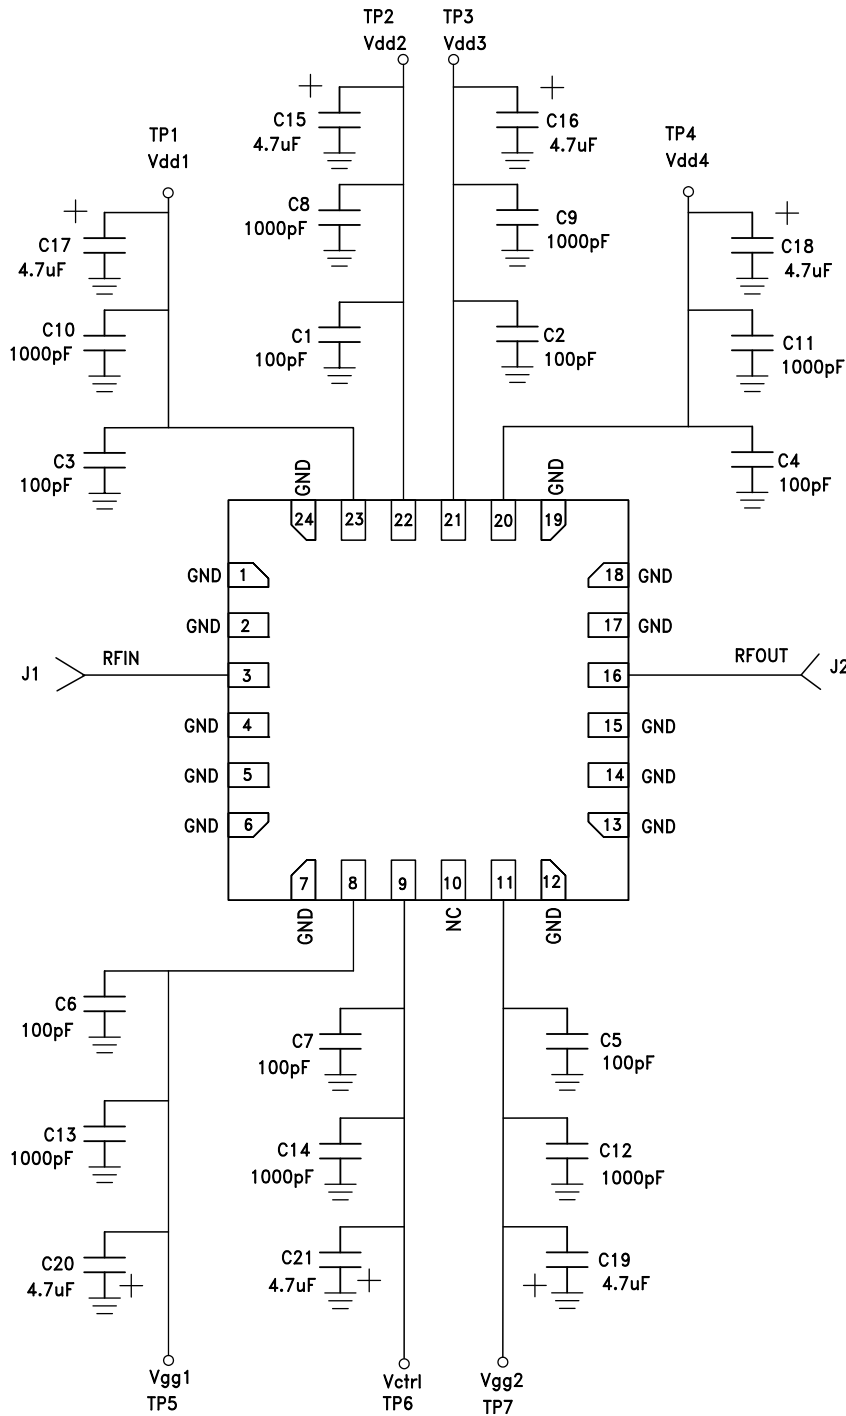 TP2
Vdd2
TP3
Vdd3
+
C15
4.7uF
+
C16
4.7uF
TP1
Vdd1
TP4
Vdd4
C8
1000pF
C9
1000pF
+
C17
4.7uF
+
C18
4.7uF
C10
1000pF
C1
100pF
C2
100pF
C11
1000pF
C3
100pF
C4
100pF
GND
GND
24
23
22
21
20
19
GND
1
18
GND
GND
2
17
GND
J1
RFIN
3
16
RFOUT
J2
GND
4
15
GND
GND
5
14
GND
GND
6
13
GND
7
8
9
10
11
12
GND
NC
GND
C6
100pF
C7
100pF
C5
100pF
C13
1000pF
C14
1000pF
C12
1000pF
C20
4.7uF
+
C21
4.7uF
+
C19
4.7uF
+
Vgg1
TP5
Vctrl
TP6
Vgg2
TP7